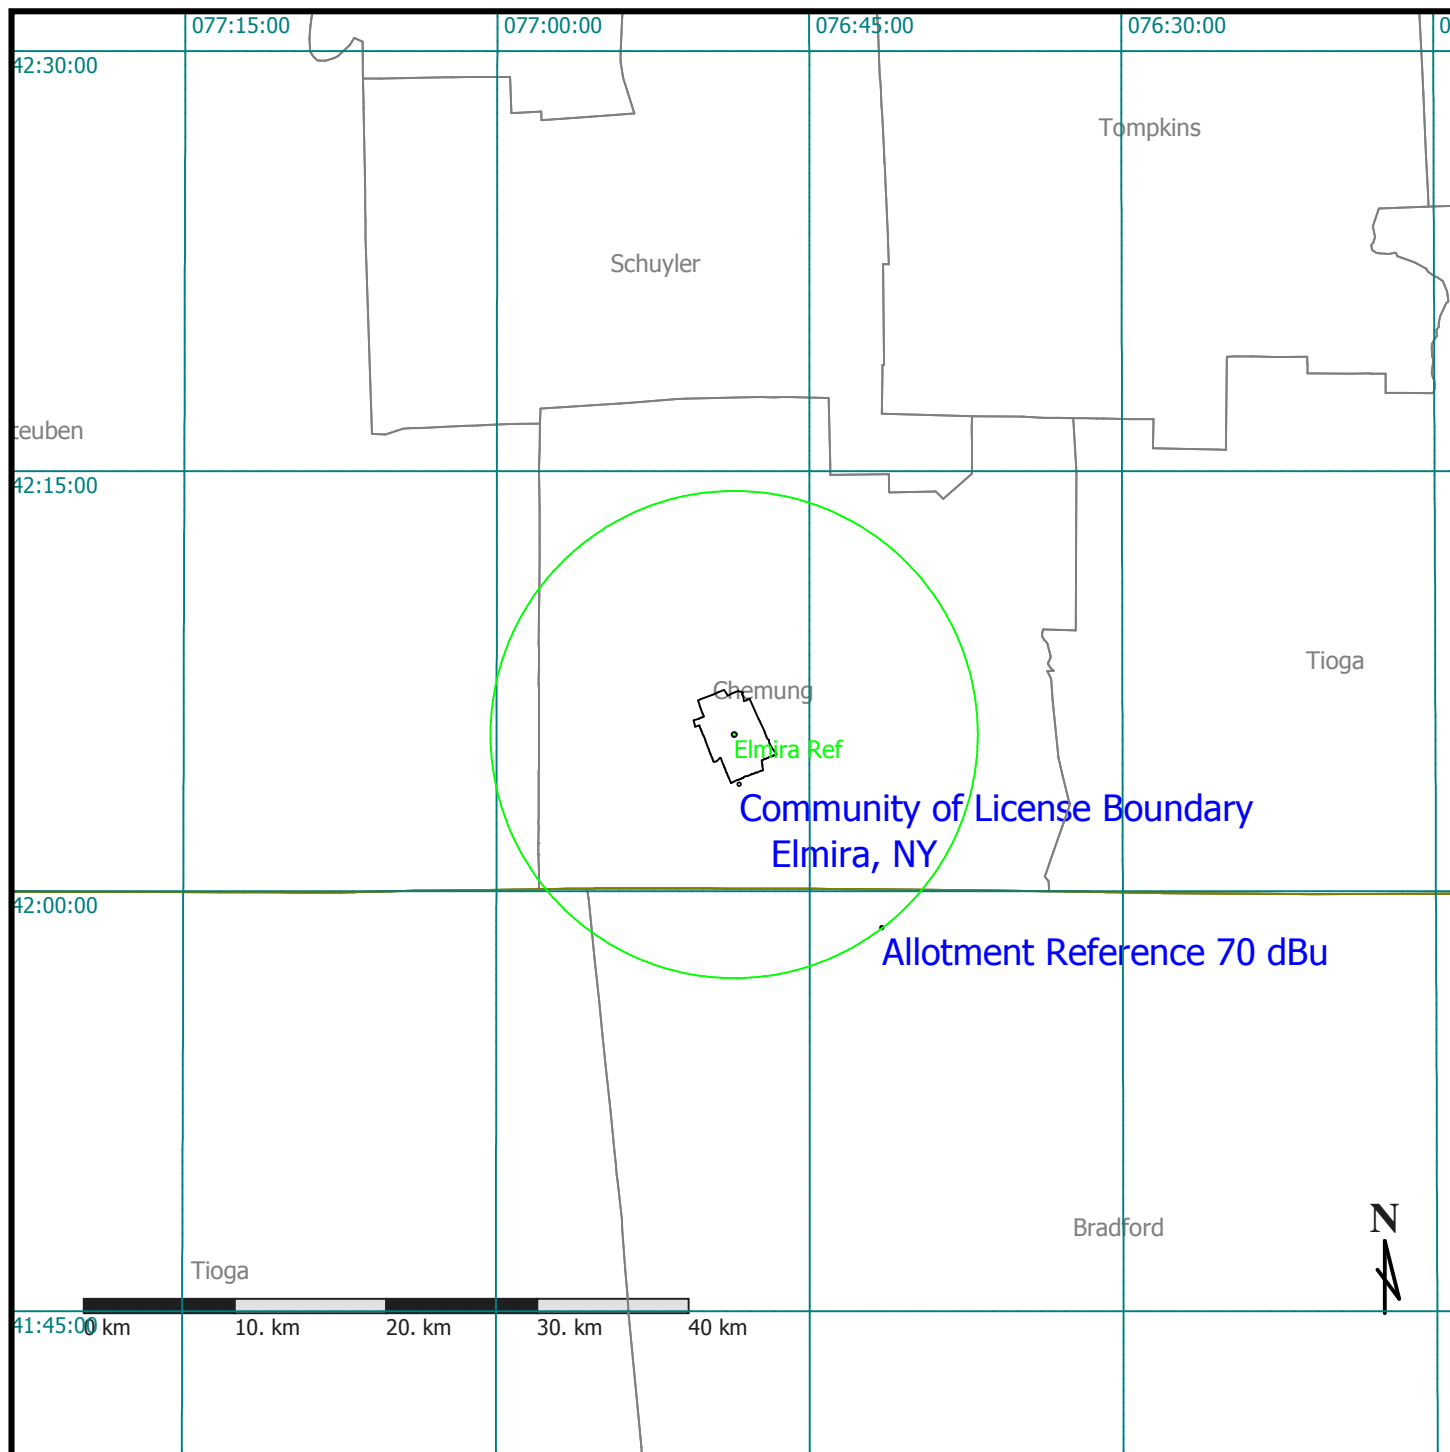 077:15:00
077:00:00
076:45:00
076:30:00
42:30:00
Tompkins
Schuyler
teuben
42:15:00
Tioga
Chemung
Elmira Ref
Community of License Boundary
Elmira, NY
42:00:00
Allotment Reference 70 dBu
N
Bradford
Tioga
41:45:00
0 km
10. km
20. km
30. km
40 km